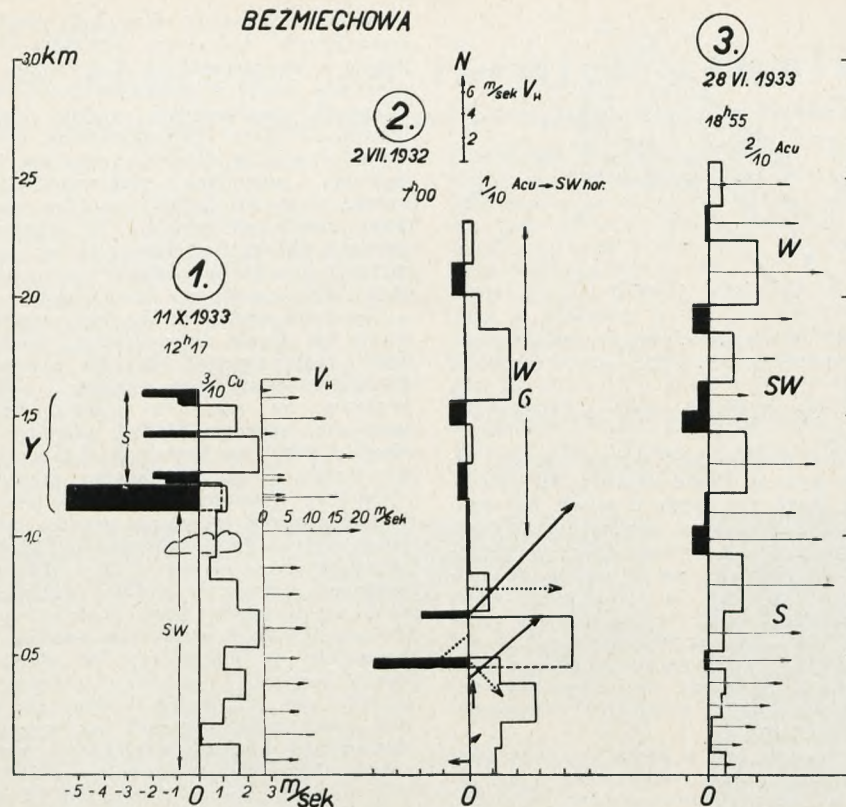 BEZMIECHOWA
3,0 km
2,5
2,0
1,5
1,0
0,5
Y
1.
11 X. 1933
12ʰ17
3/10 Cu
S
SW
V_H
0 5 10 15 20 m/sek
-5 -4 -3 -2 -1 0 1 2 3 m/sek
2.
2 VII. 1932
7ʰ00
N
6 m/sek V_H
4
2
1/10 Acu → SW hor.
W
6
0
3.
28 VI. 1933
18ʰ55
2/10 Acu
W
SW
S
0